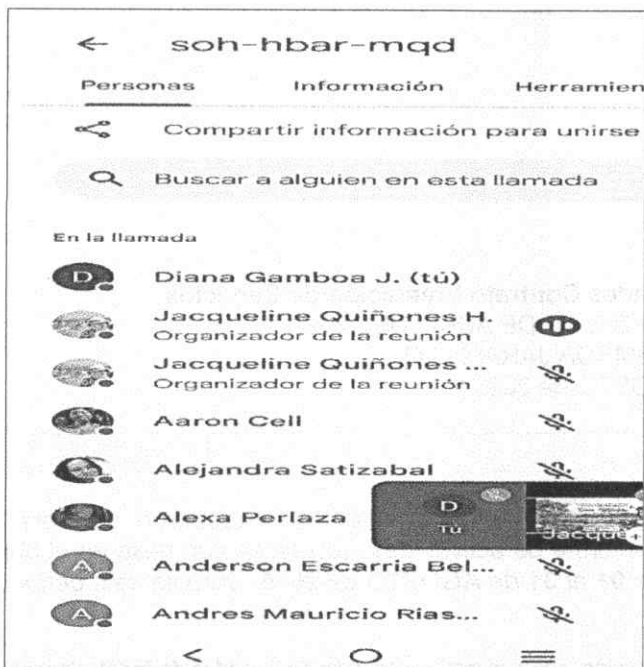 soh-hbar-mqd
Personas Información Herramien
Compartir información para unirse
Buscar a alguien en esta llamada
En la llamada
D Diana Gamboa J. (tú)
Jacqueline Quiñones H.
Organizador de la reunión
Jacqueline Quiñones ...
Organizador de la reunión
Aaron Cell
Alejandra Satizabal
Alexa Perlaza
D
Tú Jacque
A Anderson Escarria Bel...
A Andres Mauricio Rias...